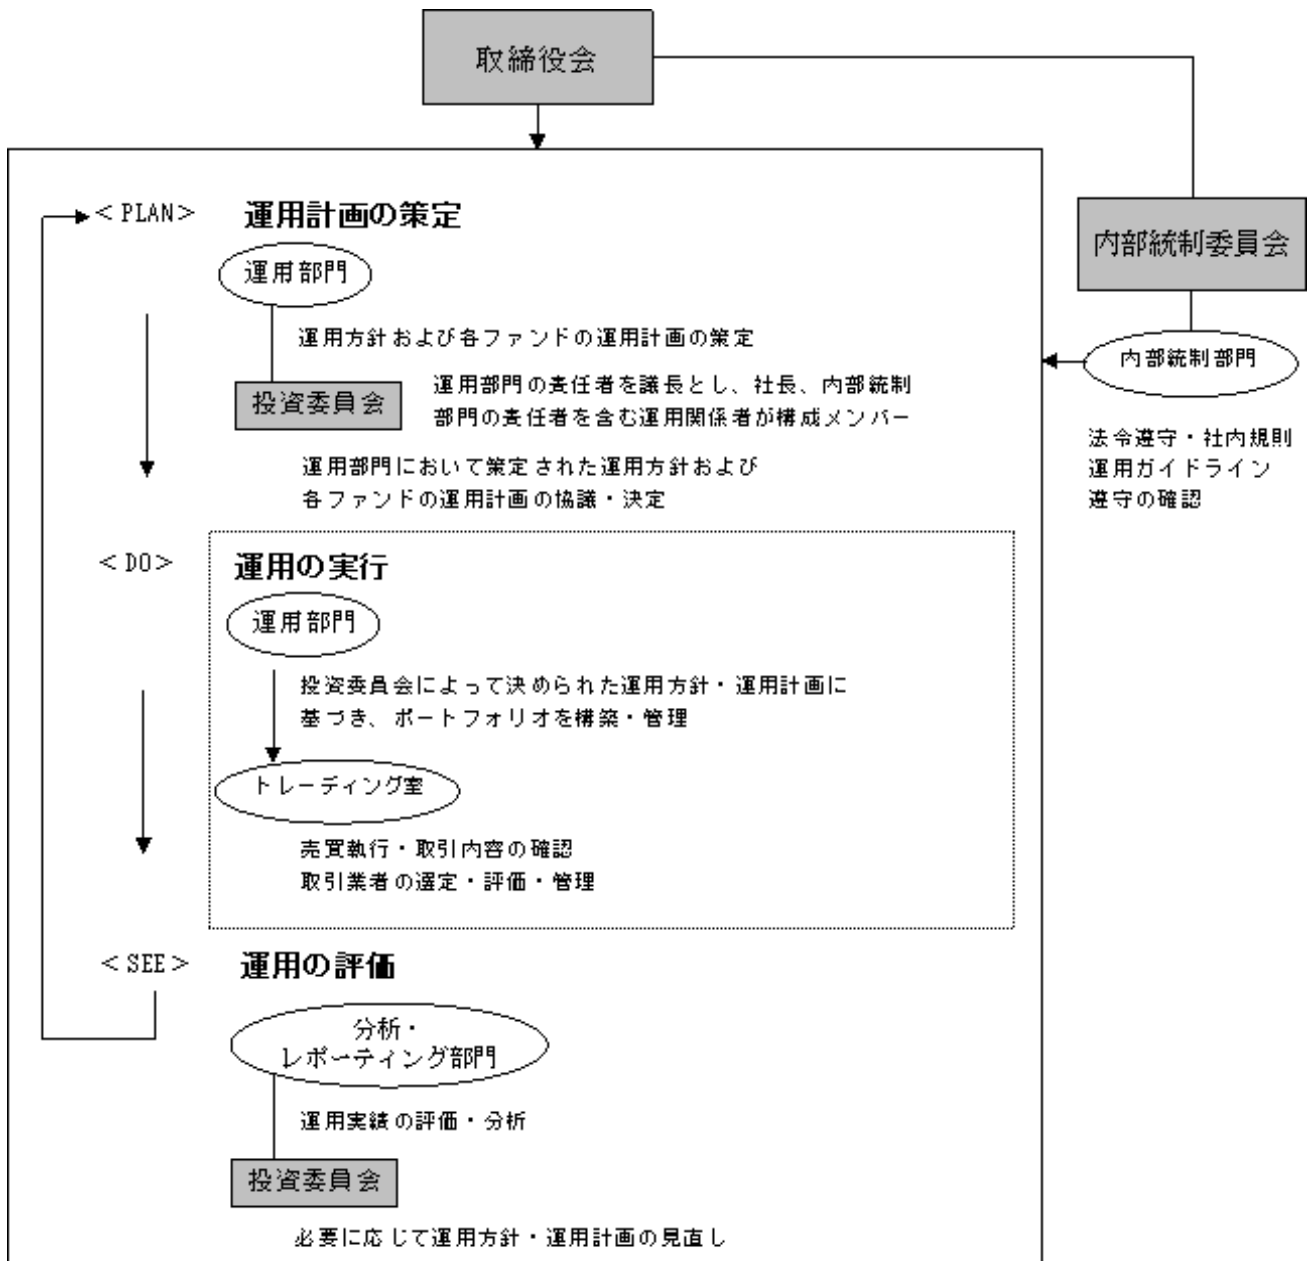 取締役会
＜PLAN＞
運用計画の策定
運用部門
運用方針および各ファンドの運用計画の策定
投資委員会
運用部門の責任者を議長とし、社長、内部統制
部門の責任者を含む運用関係者が構成メンバー
運用部門において策定された運用方針および
各ファンドの運用計画の協議・決定
内部統制委員会
内部統制部門
法令遵守・社内規則
運用ガイドライン
遵守の確認
＜DO＞
運用の実行
運用部門
投資委員会によって決められた運用方針・運用計画に
基づき、ポートフォリオを構築・管理
トレーディング室
売買執行・取引内容の確認
取引業者の選定・評価・管理
＜SEE＞
運用の評価
分析・
レポーティング部門
運用実績の評価・分析
投資委員会
必要に応じて運用方針・運用計画の見直し